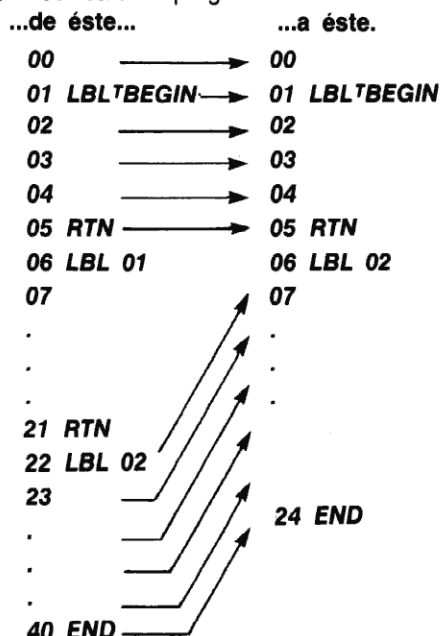 ...de éste...
00
01 LBLᵀBEGIN
02
03
04
05 RTN
06 LBL 01
07
.
.
.
21 RTN
22 LBL 02
23
.
.
.
40 END
...a éste.
00
01 LBLᵀBEGIN
02
03
04
05 RTN
06 LBL 02
07
.
.
.
24 END